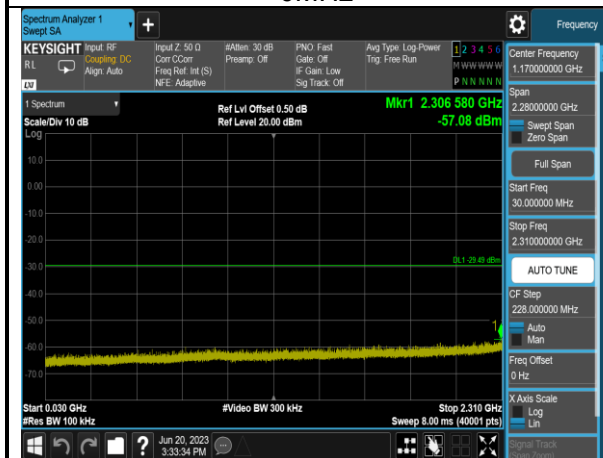 Spectrum Analyzer 1
Swept SA
+
Frequency
KEYSIGHT
RL
Input: RF
Coupling: DC
Align: Auto
Input Z: 50 Ω
Corr CCorr
Freq Ref: Int (S)
NFE: Adaptive
#Atten: 30 dB
Preamp: Off
PNO: Fast
Gate: Off
IF Gain: Low
Sig Track: Off
Avg Type: Log-Power
Trig: Free Run
1 2 3 4 5 6
M W W W W W
P N N N N N
1 Spectrum
Scale/Div 10 dB
Ref Lvl Offset 0.50 dB
Ref Level 20.00 dBm
Mkr1 2.306 580 GHz
-57.08 dBm
Log
10.0
0.00
-10.0
-20.0
-30.0
-40.0
-50.0
-60.0
-70.0
DL1 -29.49 dBm
1
Start 0.030 GHz
#Res BW 100 kHz
#Video BW 300 kHz
Stop 2.310 GHz
Sweep 8.00 ms (40001 pts)
Center Frequency
1.170000000 GHz
Span
2.28000000 GHz
Swept Span
Zero Span
Full Span
Start Freq
30.000000 MHz
Stop Freq
2.310000000 GHz
AUTO TUNE
CF Step
228.000000 MHz
Auto
Man
Freq Offset
0 Hz
X Axis Scale
Log
Lin
Signal Track
(Span Zoom)
?
Jun 20, 2023
3:33:34 PM